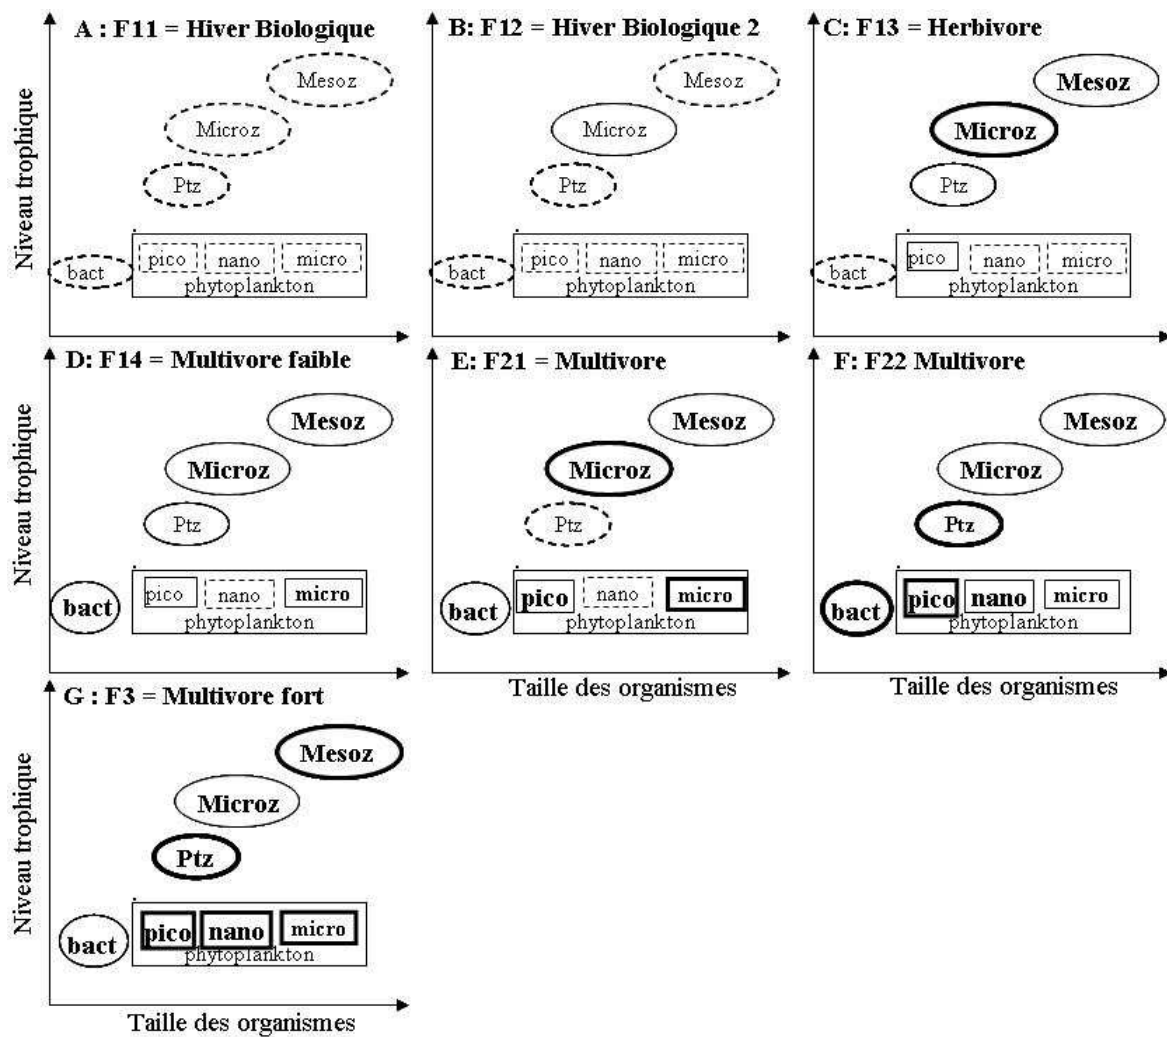 A : F11 = Hiver Biologique
Niveau trophique
Mesoz
Microz
Ptz
bact
pico
nano
micro
phytoplankton
B: F12 = Hiver Biologique 2
Mesoz
Microz
Ptz
bact
pico
nano
micro
phytoplankton
C: F13 = Herbivore
Mesoz
Microz
Ptz
bact
pico
nano
micro
phytoplankton
D: F14 = Multivore faible
Niveau trophique
Mesoz
Microz
Ptz
bact
pico
nano
micro
phytoplankton
E: F21 = Multivore
Mesoz
Microz
Ptz
bact
pico
nano
micro
phytoplankton
Taille des organismes
F: F22 Multivore
Mesoz
Microz
Ptz
bact
pico
nano
micro
phytoplankton
Taille des organismes
G : F3 = Multivore fort
Niveau trophique
Mesoz
Microz
Ptz
bact
pico
nano
micro
phytoplankton
Taille des organismes